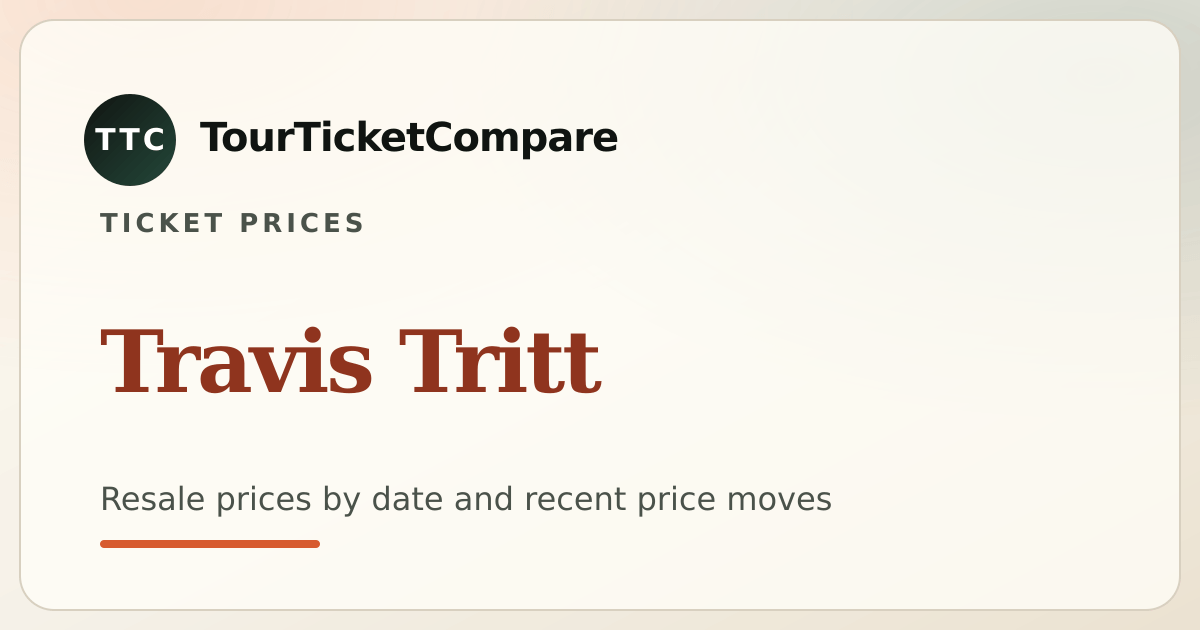 TTC TourTicketCompare
TICKET PRICES
Travis Tritt
Resale prices by date and recent price moves